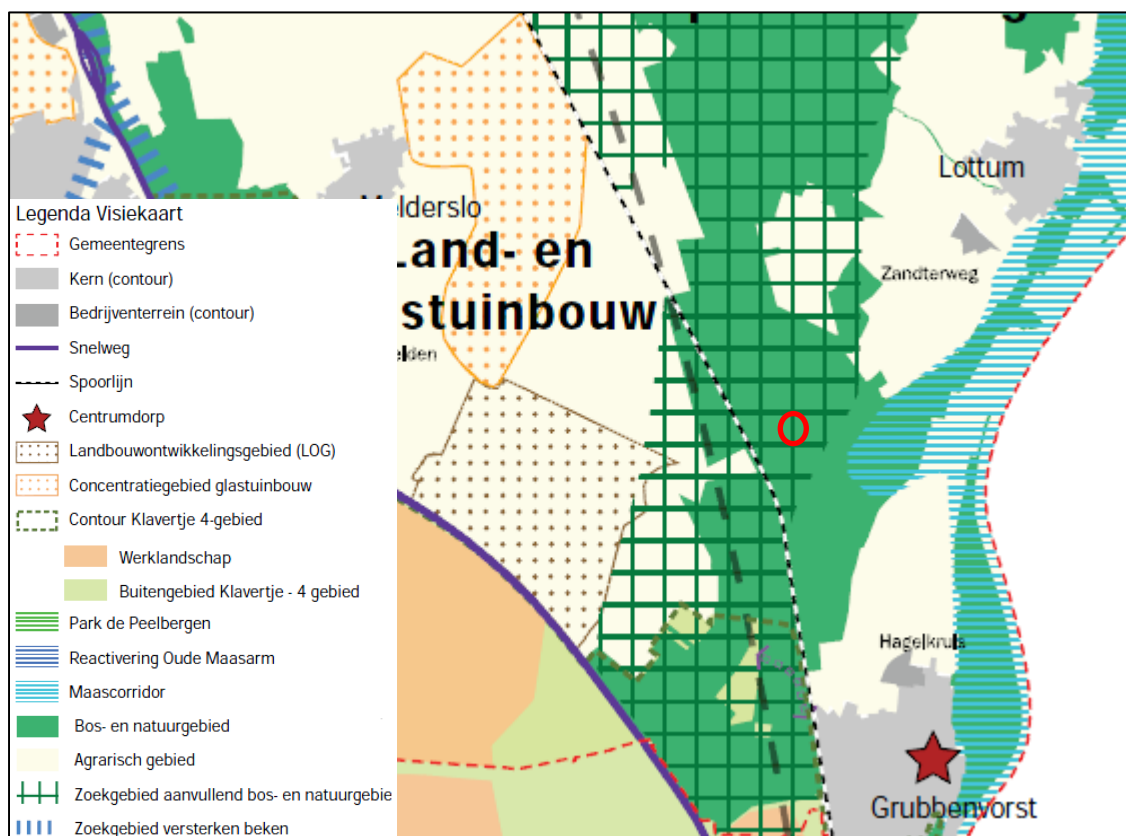 Lottum
Melderslo
Land- en
Zandterweg
stuinbouw
elden
Hagelkruis
Grubbenvorst
Legenda Visiekaart
Gemeentegrens
Kern (contour)
Bedrijventerrein (contour)
Snelweg
Spoorlijn
Centrumdorp
Landbouwontwikkelingsgebied (LOG)
Concentratiegebied glastuinbouw
Contour Klavertje 4-gebied
Werklandschap
Buitengebied Klavertje - 4 gebied
Park de Peelbergen
Reactivering Oude Maasarm
Maascorridor
Bos- en natuurgebied
Agrarisch gebied
Zoekgebied aanvullend bos- en natuurgebie
Zoekgebied versterken beken